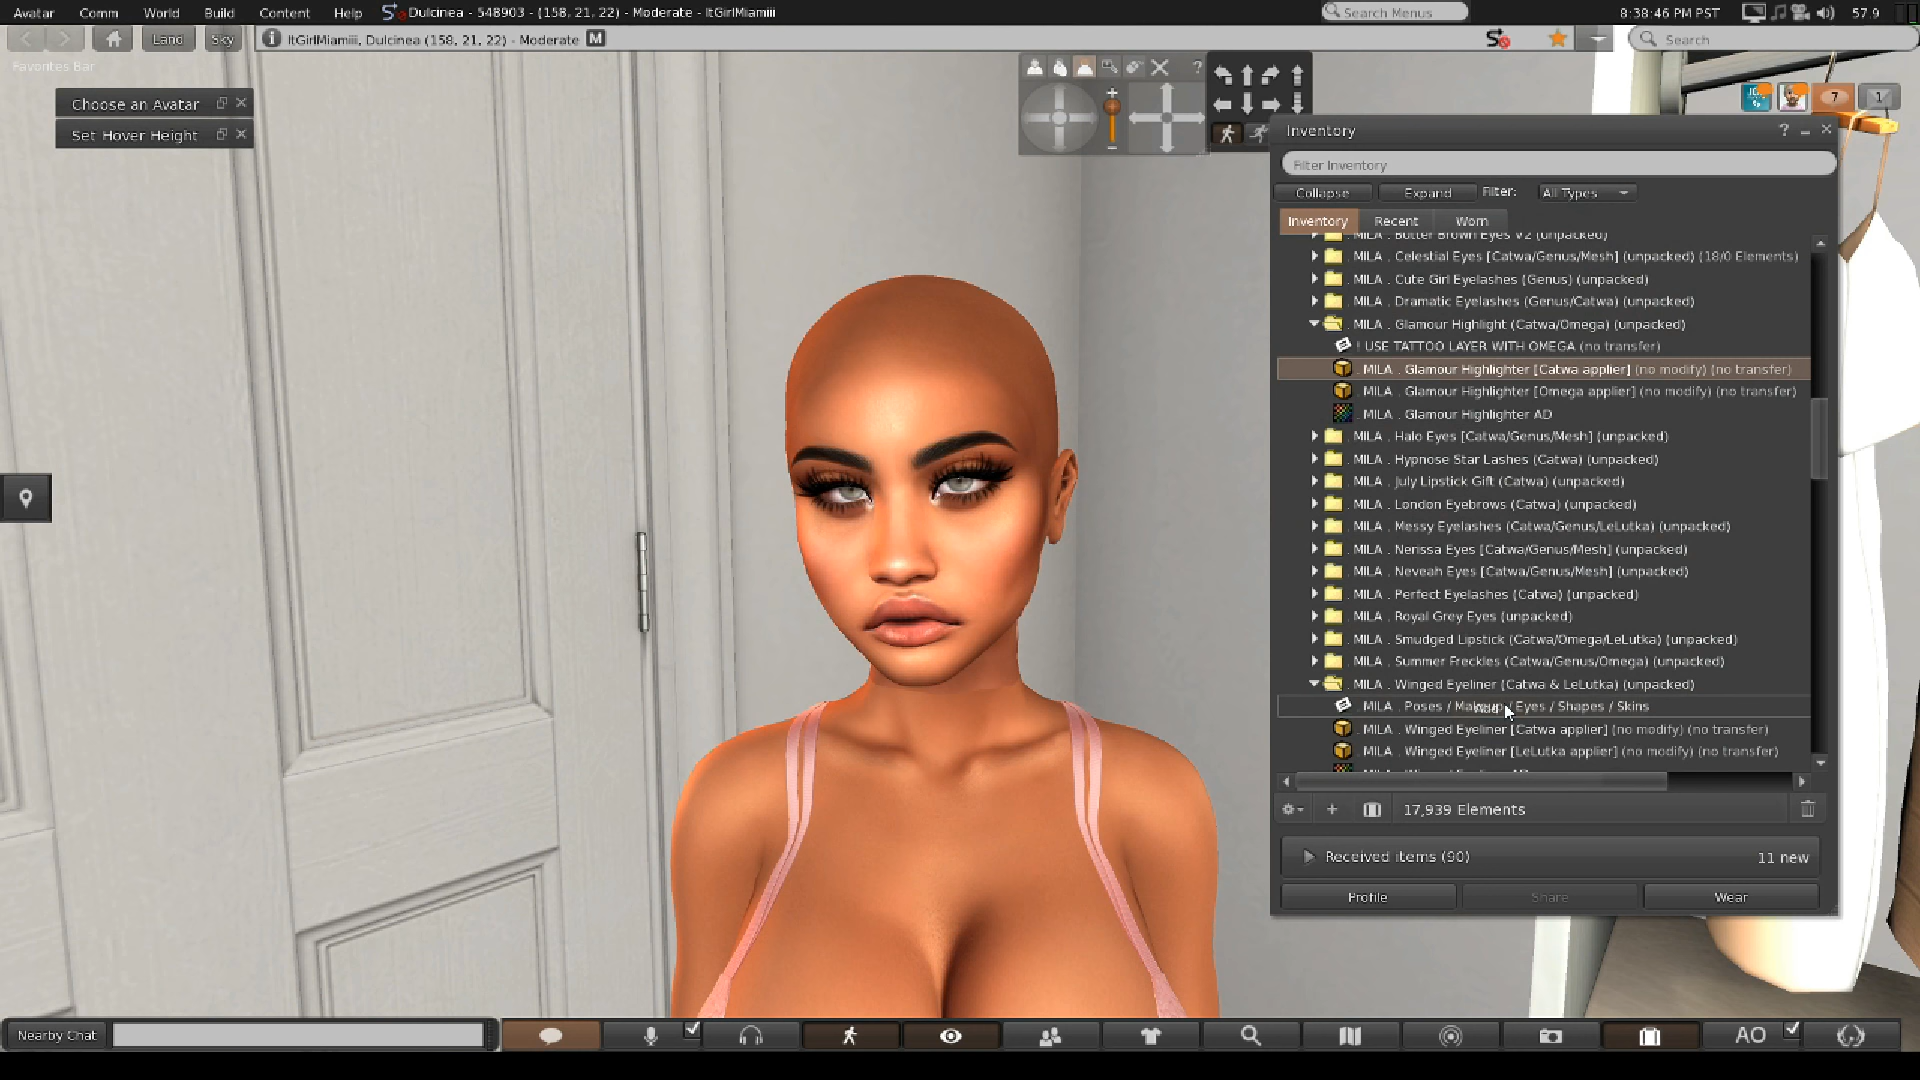 Avatar Comm World Build Content Help Dulcinea - 548903 - (158, 21, 22) - Moderate - ItGirlMiamiii
Search Menus
8:38:46 PM PST
57.9
Land Sky
ItGirlMiamiii, Dulcinea (158, 21, 22) - Moderate M
Search
Favorites Bar
Choose an Avatar
Set Hover Height
7
1
Inventory
Filter Inventory
Collapse Expand Filter: All Types
Inventory Recent Worn
. MILA . Butter Brown Eyes V2 (unpacked)
. MILA . Celestial Eyes [Catwa/Genus/Mesh] (unpacked) (18/0 Elements)
. MILA . Cute Girl Eyelashes (Genus) (unpacked)
. MILA . Dramatic Eyelashes (Genus/Catwa) (unpacked)
. MILA . Glamour Highlight (Catwa/Omega) (unpacked)
! USE TATTOO LAYER WITH OMEGA (no transfer)
. MILA . Glamour Highlighter [Catwa applier] (no modify) (no transfer)
. MILA . Glamour Highlighter [Omega applier] (no modify) (no transfer)
. MILA . Glamour Highlighter AD
. MILA . Halo Eyes [Catwa/Genus/Mesh] (unpacked)
. MILA . Hypnose Star Lashes (Catwa) (unpacked)
. MILA . July Lipstick Gift (Catwa) (unpacked)
. MILA . London Eyebrows (Catwa) (unpacked)
. MILA . Messy Eyelashes (Catwa/Genus/LeLutka) (unpacked)
. MILA . Nerissa Eyes [Catwa/Genus/Mesh] (unpacked)
. MILA . Neveah Eyes [Catwa/Genus/Mesh] (unpacked)
. MILA . Perfect Eyelashes (Catwa) (unpacked)
. MILA . Royal Grey Eyes (unpacked)
. MILA . Smudged Lipstick (Catwa/Omega/LeLutka) (unpacked)
. MILA . Summer Freckles (Catwa/Genus/Omega) (unpacked)
. MILA . Winged Eyeliner (Catwa & LeLutka) (unpacked)
. MILA . Poses / Makeup / Eyes / Shapes / Skins
. MILA . Winged Eyeliner [Catwa applier] (no modify) (no transfer)
. MILA . Winged Eyeliner [LeLutka applier] (no modify) (no transfer)
17,939 Elements
Received items (90) 11 new
Profile Share Wear
Nearby Chat
AO